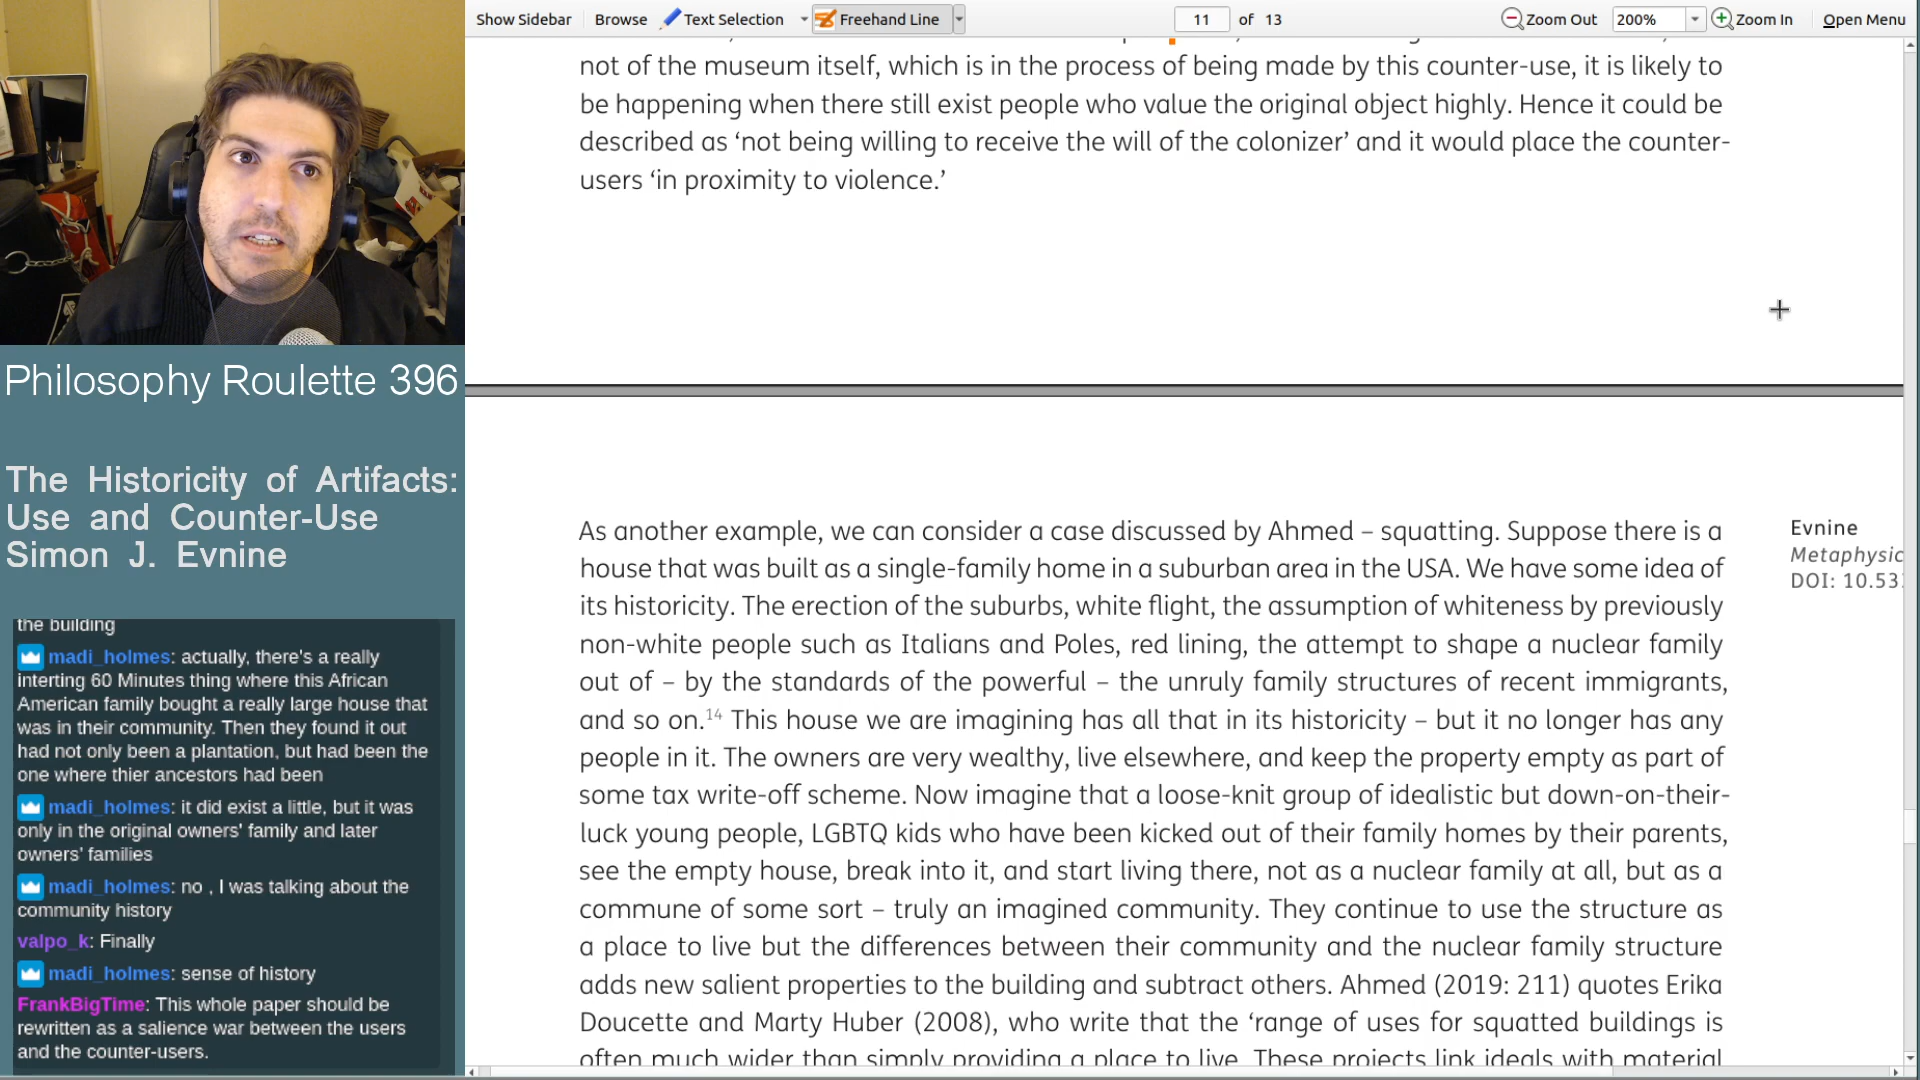 Show Sidebar Browse Text Selection Freehand Line 11 of 13 Zoom Out 200% Zoom In Open Menu
not of the museum itself, which is in the process of being made by this counter-use, it is likely to
be happening when there still exist people who value the original object highly. Hence it could be
described as ‘not being willing to receive the will of the colonizer’ and it would place the counter-
users ‘in proximity to violence.’
Philosophy Roulette 396
The Historicity of Artifacts:
Use and Counter-Use
Simon J. Evnine
the building
madi_holmes: actually, there's a really
interting 60 Minutes thing where this African
American family bought a really large house that
was in their community. Then they found it out
had not only been a plantation, but had been the
one where thier ancestors had been
madi_holmes: it did exist a little, but it was
only in the original owners' family and later
owners' families
madi_holmes: no , I was talking about the
community history
valpo_k: Finally
madi_holmes: sense of history
FrankBigTime: This whole paper should be
rewritten as a salience war between the users
and the counter-users.
As another example, we can consider a case discussed by Ahmed – squatting. Suppose there is a
house that was built as a single-family home in a suburban area in the USA. We have some idea of
its historicity. The erection of the suburbs, white flight, the assumption of whiteness by previously
non-white people such as Italians and Poles, red lining, the attempt to shape a nuclear family
out of – by the standards of the powerful – the unruly family structures of recent immigrants,
and so on.14 This house we are imagining has all that in its historicity – but it no longer has any
people in it. The owners are very wealthy, live elsewhere, and keep the property empty as part of
some tax write-off scheme. Now imagine that a loose-knit group of idealistic but down-on-their-
luck young people, LGBTQ kids who have been kicked out of their family homes by their parents,
see the empty house, break into it, and start living there, not as a nuclear family at all, but as a
commune of some sort – truly an imagined community. They continue to use the structure as
a place to live but the differences between their community and the nuclear family structure
adds new salient properties to the building and subtract others. Ahmed (2019: 211) quotes Erika
Doucette and Marty Huber (2008), who write that the ‘range of uses for squatted buildings is
often much wider than simply providing a place to live. These projects link ideals with material
Evnine
Metaphysic
DOI: 10.53